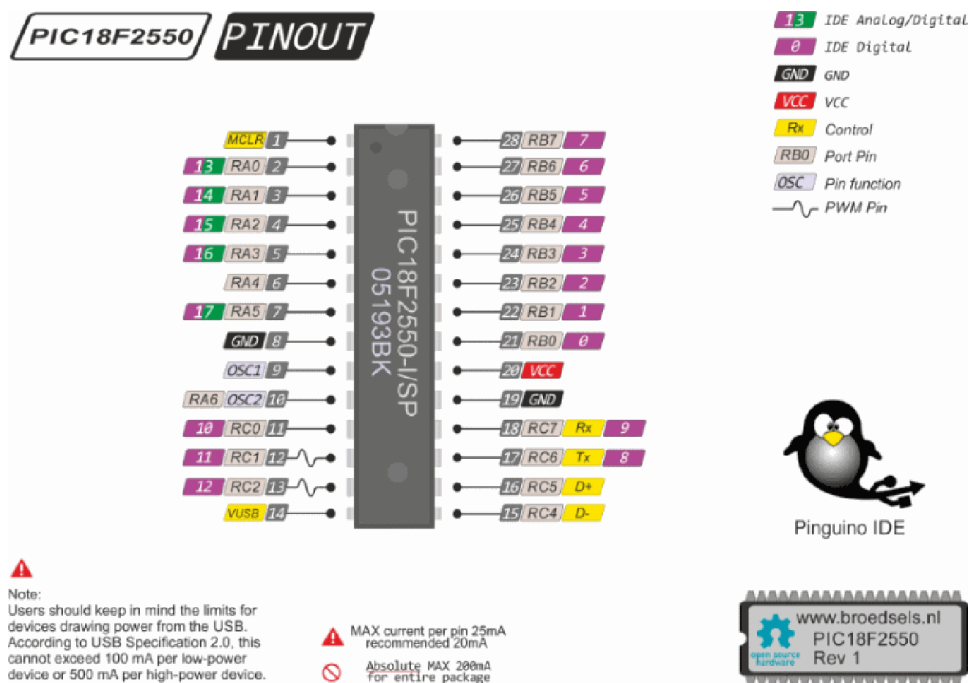 PIC18F2550 PINOUT
13 IDE Analog/Digital
0 IDE Digital
GND GND
VCC VCC
Rx Control
RB0 Port Pin
OSC Pin function
PWM Pin
MCLR 1
13 RA0 2
14 RA1 3
15 RA2 4
16 RA3 5
RA4 6
17 RA5 7
GND 8
OSC1 9
RA6 OSC2 10
10 RC0 11
11 RC1 12
12 RC2 13
VUSB 14
PIC18F2550-I/SP
05193BK
28 RB7 7
27 RB6 6
26 RB5 5
25 RB4 4
24 RB3 3
23 RB2 2
22 RB1 1
21 RB0 0
20 VCC
19 GND
18 RC7 Rx 9
17 RC6 Tx 8
16 RC5 D+
15 RC4 D-
Pinguino IDE
Note:
Users should keep in mind the limits for
devices drawing power from the USB.
According to USB Specification 2.0, this
cannot exceed 100 mA per low-power
device or 500 mA per high-power device.
MAX current per pin 25mA
recommended 20mA
Absolute MAX 200mA
for entire package
www.broedsels.nl
PIC18F2550
Rev 1
open source
hardware